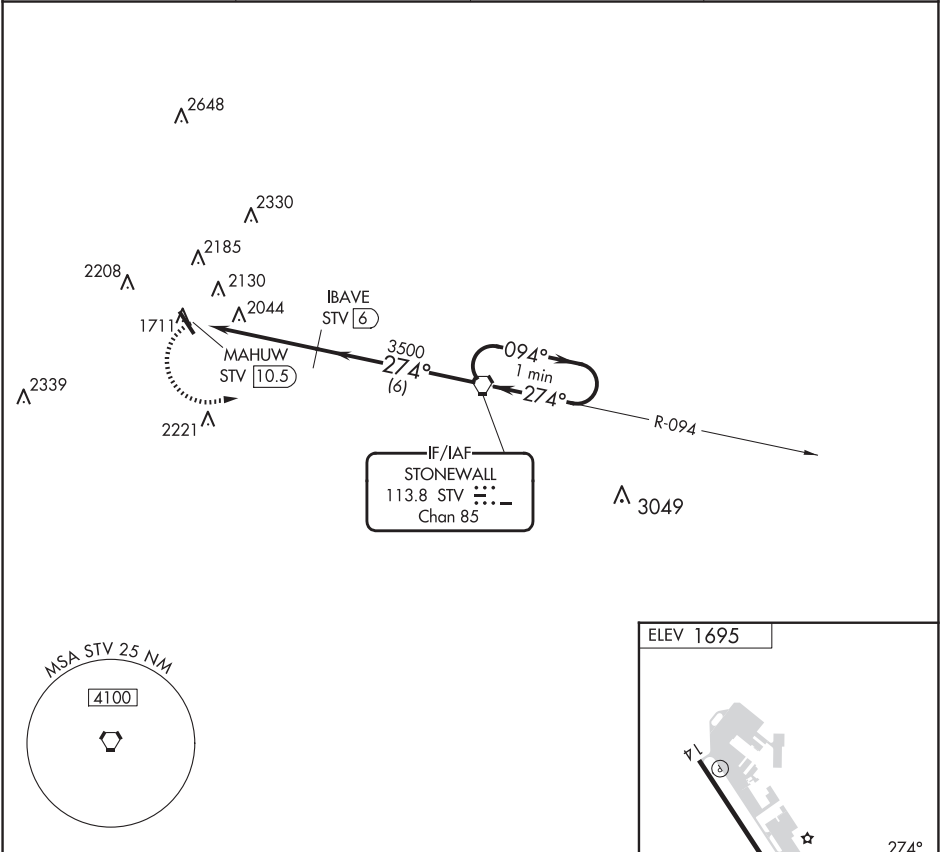 2648
2330
2185
2208
2130
2044
1711
IBAVE
STV 6
MAHUW
STV 10.5
3500
274°
(6)
094°
1 min
274°
R-094
2339
2221
IF/IAF
STONEWALL
113.8 STV
Chan 85
3049
MSA STV 25 NM
4100
ELEV 1695
14
P
274°